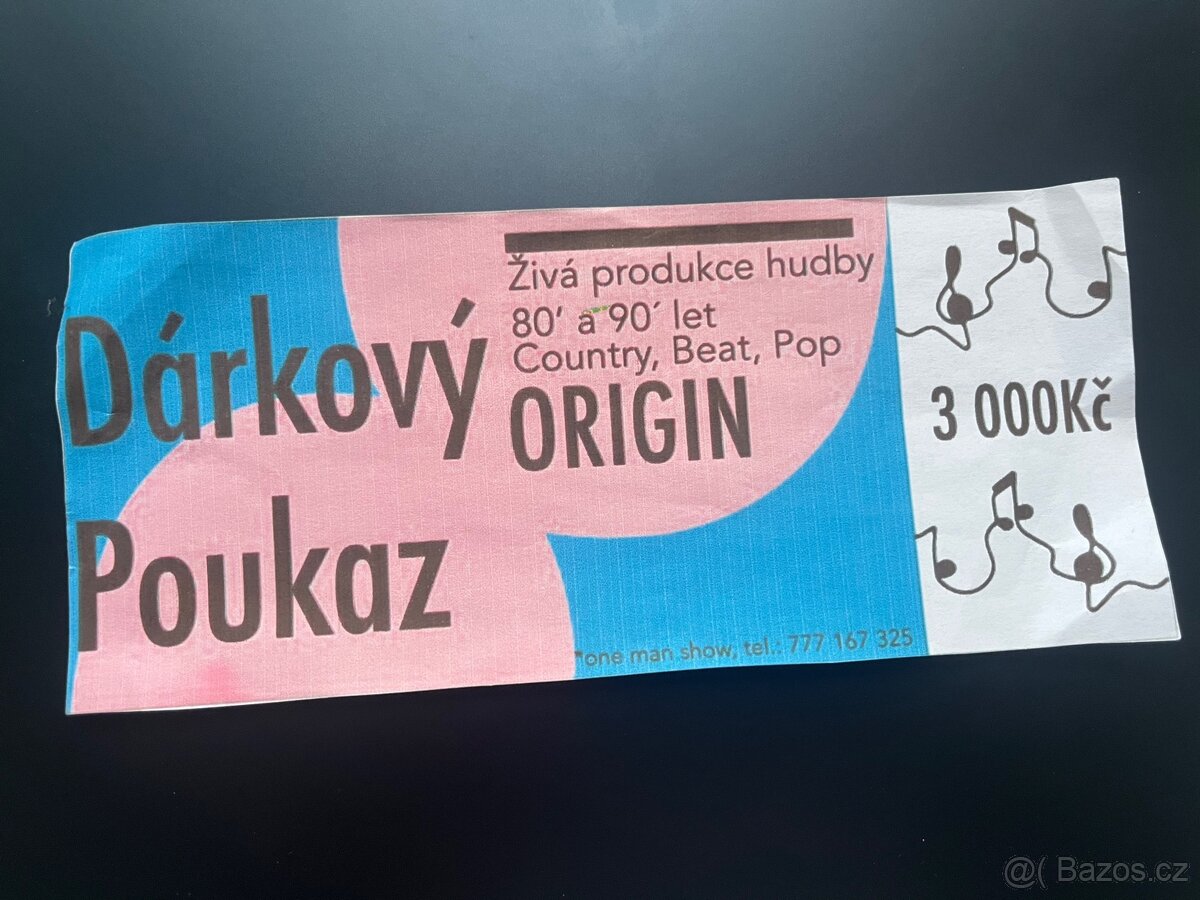 Dárkový
Poukaz
Živá produkce hudby
80' a 90´ let
Country, Beat, Pop
ORIGIN
*one man show, tel.: 777 167 325
3 000Kč
@( Bazos.cz